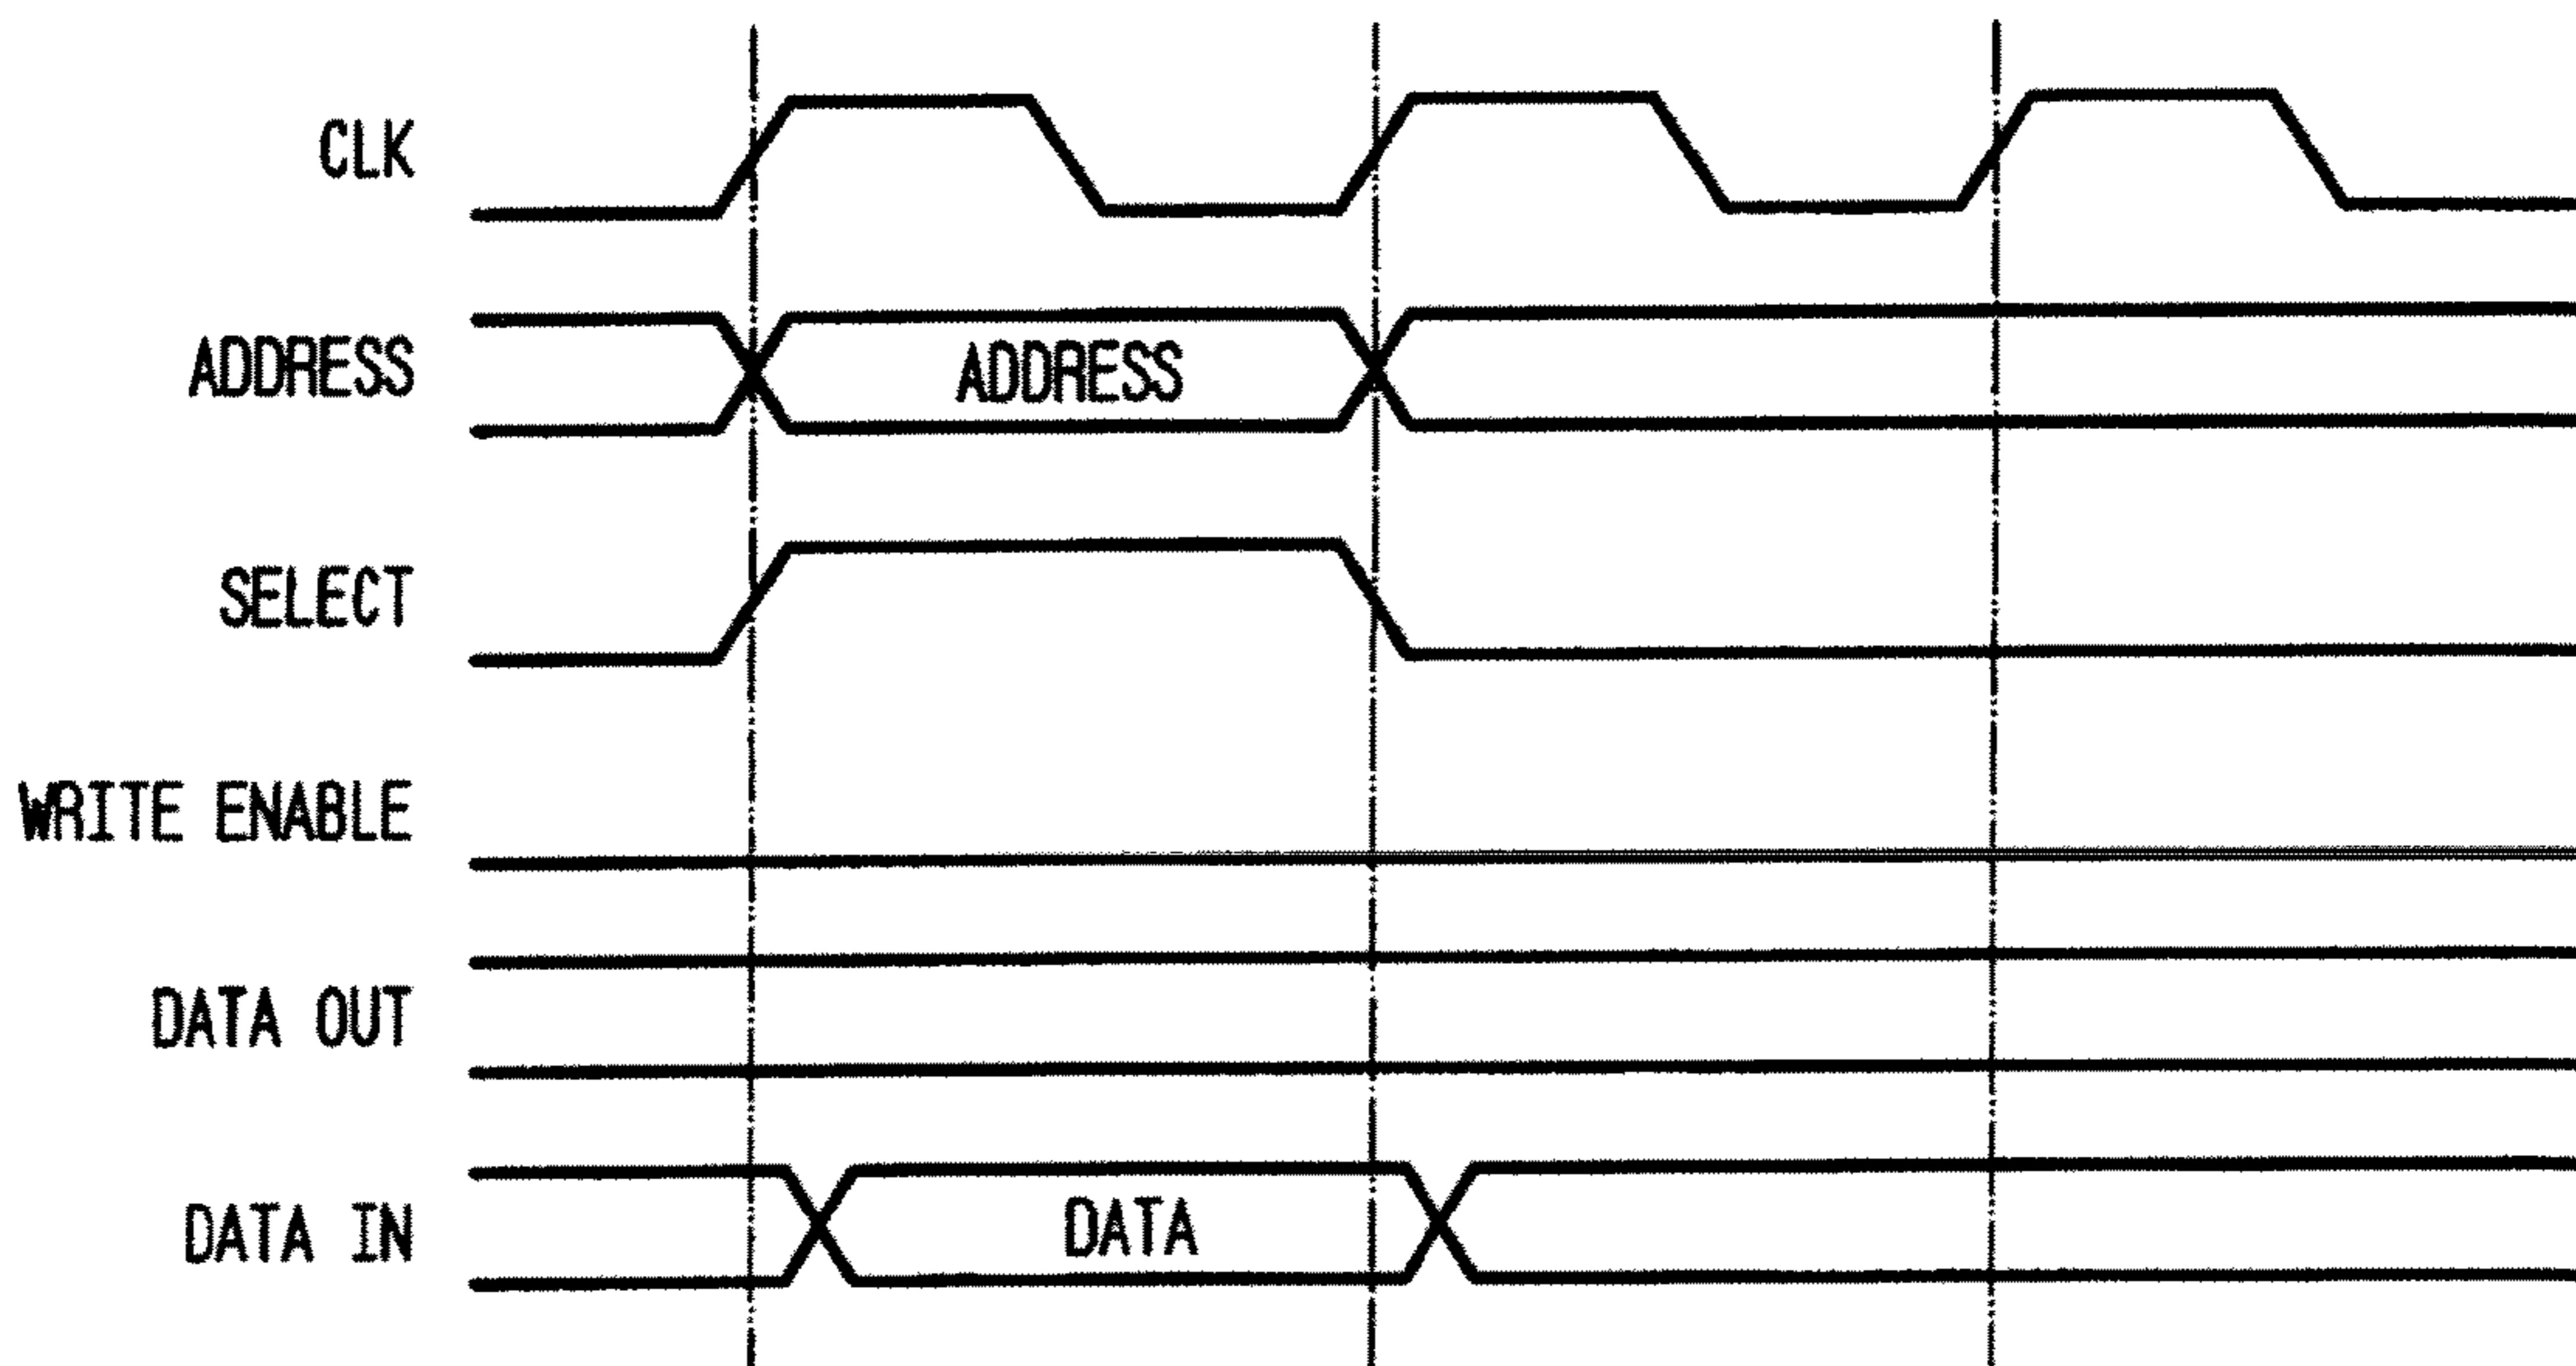 CLK
ADDRESS ADDRESS
SELECT
WRITE ENABLE
DATA OUT
DATA IN DATA